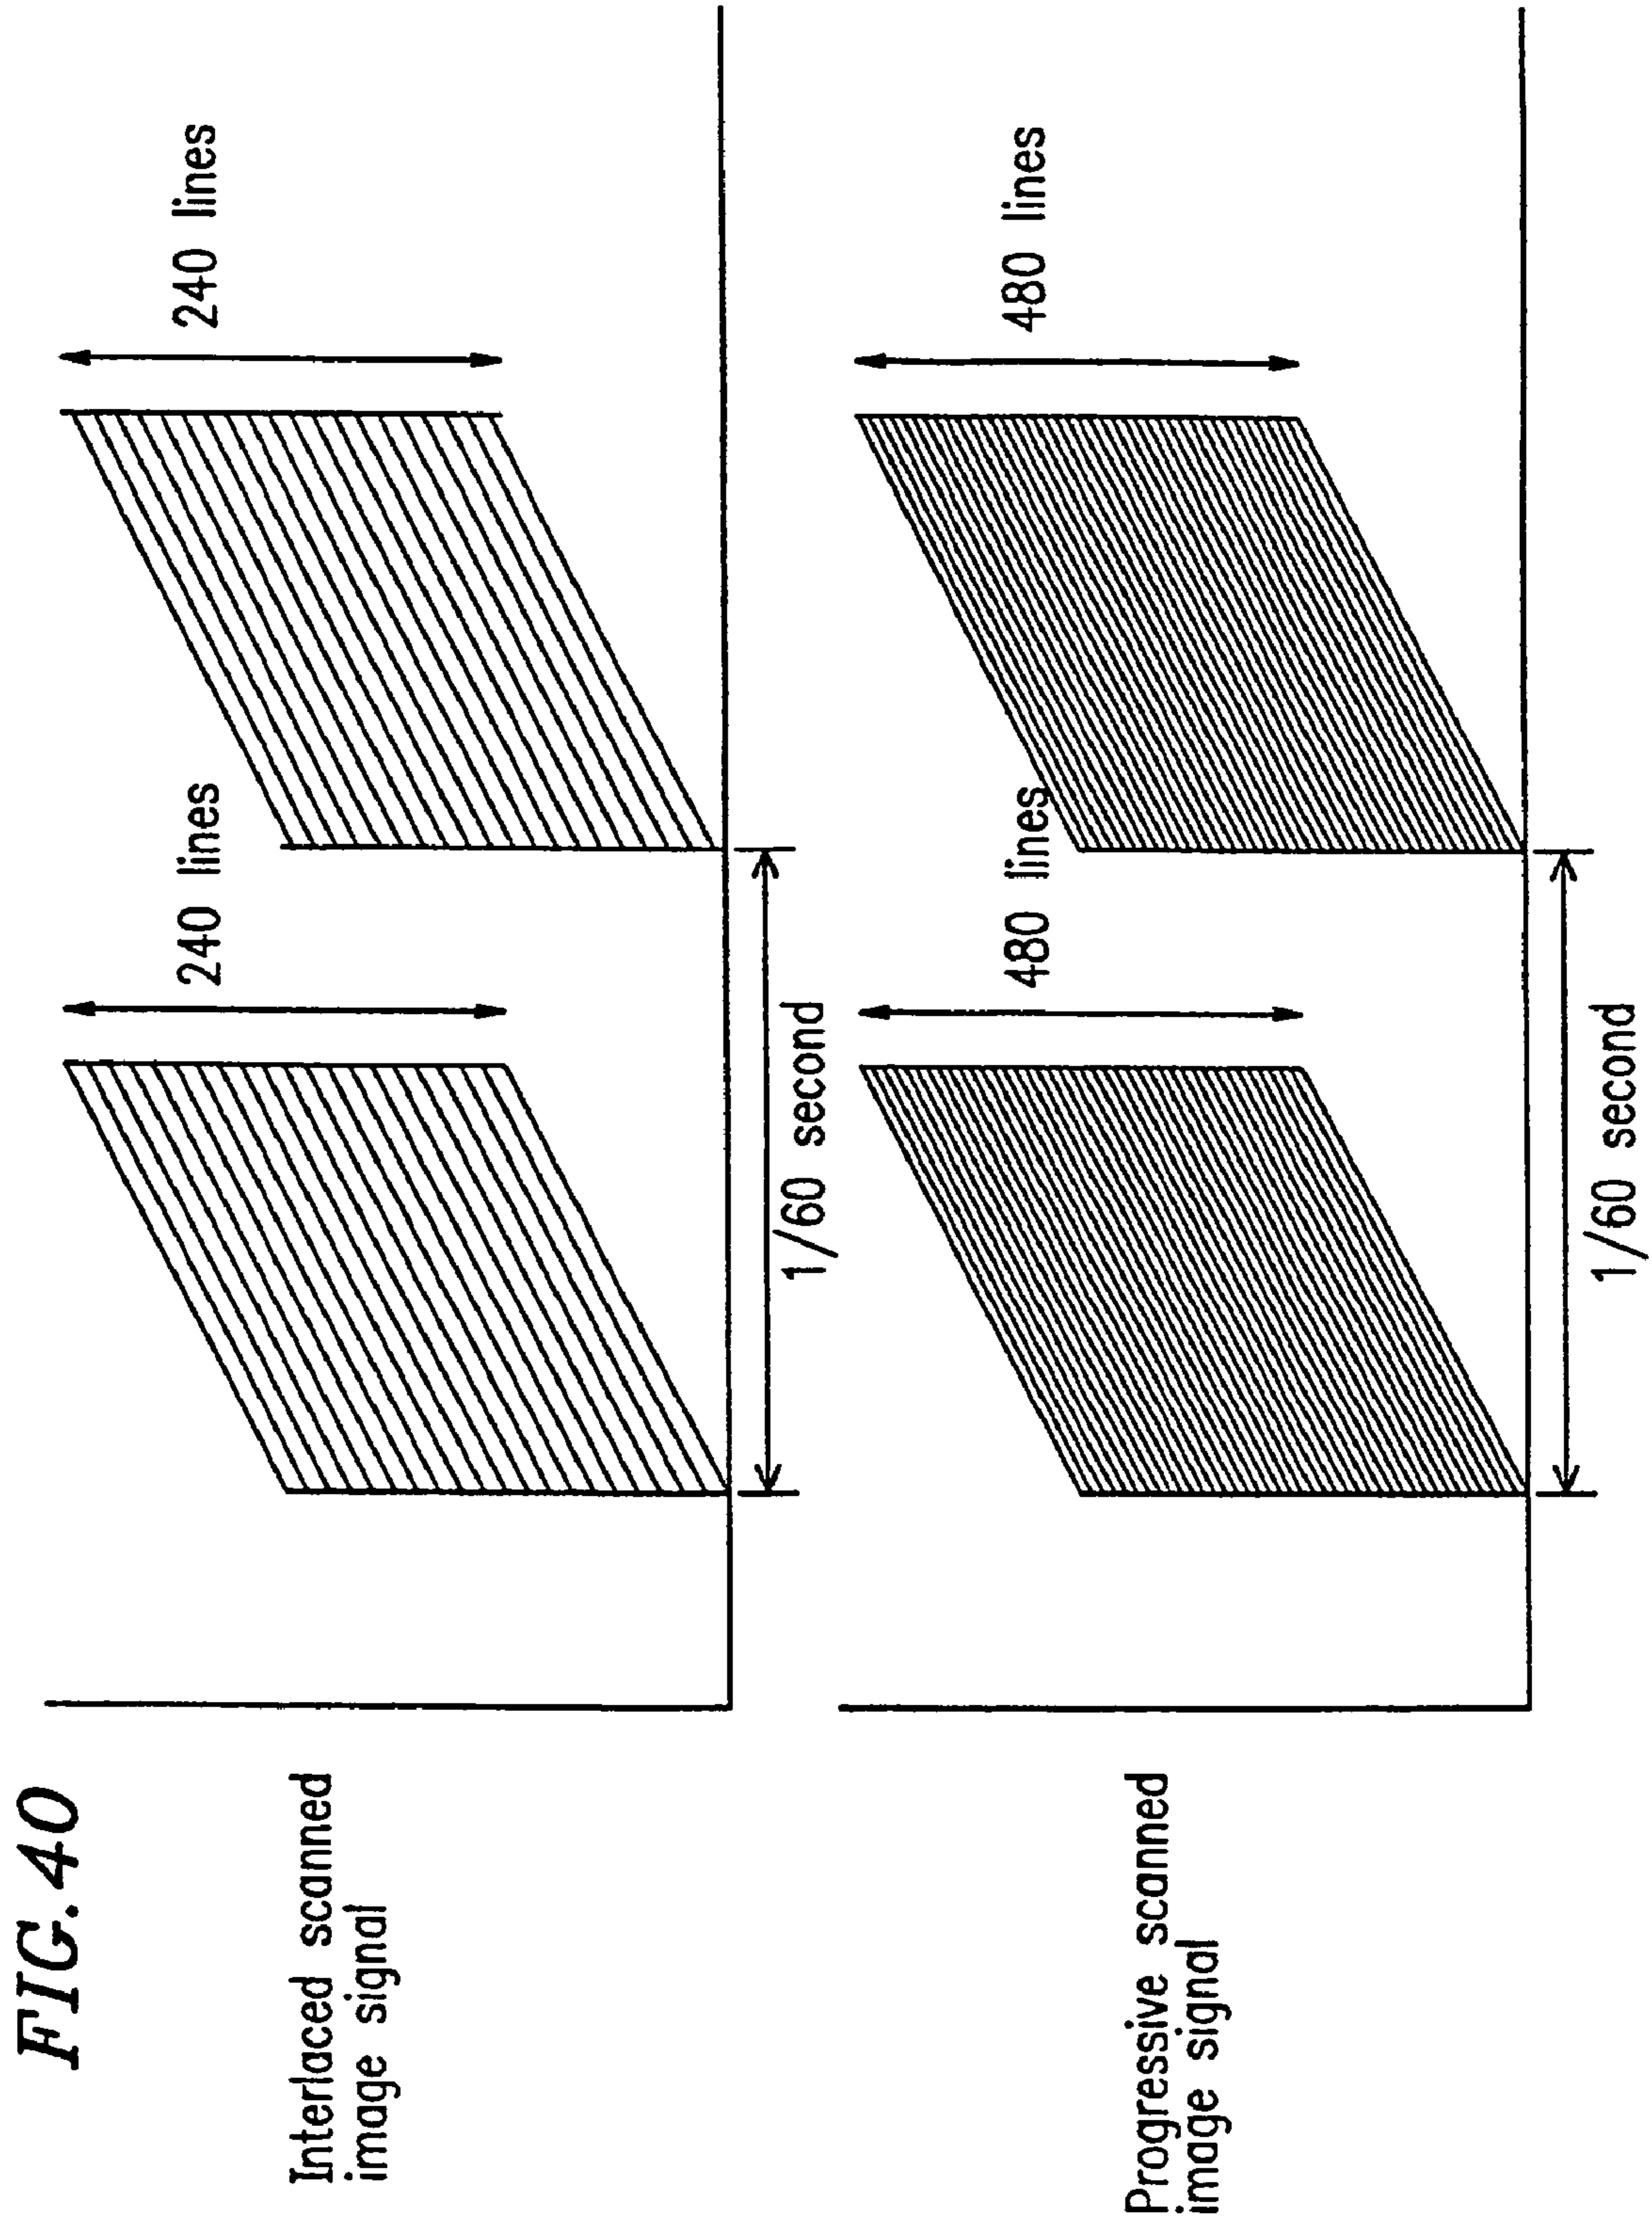 FIG. 40
Interlaced scanned
image signal
240 lines
240 lines
1/60 second
Progressive scanned
image signal
480 lines
480 lines
1/60 second